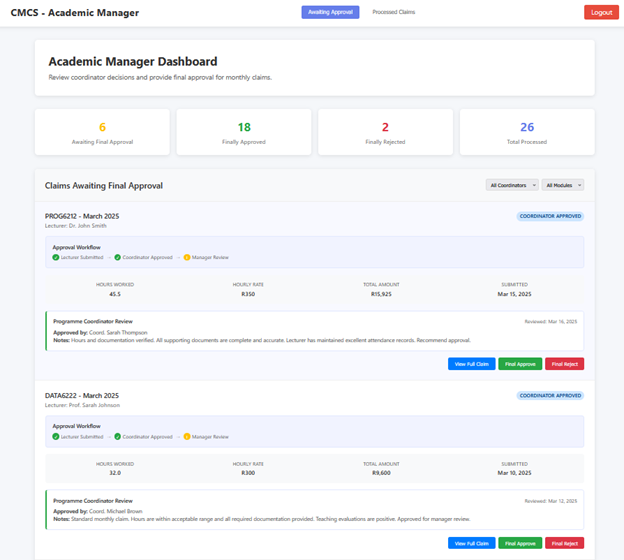 CMCS - Academic Manager
Awaiting Approval
Processed Claims
Logout
Academic Manager Dashboard
Review coordinator decisions and provide final approval for monthly claims.
6
Awaiting Final Approval
18
Finally Approved
2
Finally Rejected
26
Total Processed
Claims Awaiting Final Approval
All Coordinators
All Modules
PROG6212 - March 2025
COORDINATOR APPROVED
Lecturer: Dr. John Smith
Approval Workflow
✓ Lecturer Submitted → ✓ Coordinator Approved → Manager Review
HOURS WORKED
45.5
HOURLY RATE
R350
TOTAL AMOUNT
R15,925
SUBMITTED
Mar 15, 2025
Programme Coordinator Review
Reviewed: Mar 16, 2025
Approved by: Coord. Sarah Thompson
Notes: Hours and documentation verified. All supporting documents are complete and accurate. Lecturer has maintained excellent attendance records. Recommend approval.
View Full Claim
Final Approve
Final Reject
DATA6222 - March 2025
COORDINATOR APPROVED
Lecturer: Prof. Sarah Johnson
Approval Workflow
✓ Lecturer Submitted → ✓ Coordinator Approved → Manager Review
HOURS WORKED
32.0
HOURLY RATE
R300
TOTAL AMOUNT
R9,600
SUBMITTED
Mar 10, 2025
Programme Coordinator Review
Reviewed: Mar 12, 2025
Approved by: Coord. Michael Brown
Notes: Standard monthly claim. Hours are within acceptable range and all required documentation provided. Teaching evaluations are positive. Approved for manager review.
View Full Claim
Final Approve
Final Reject